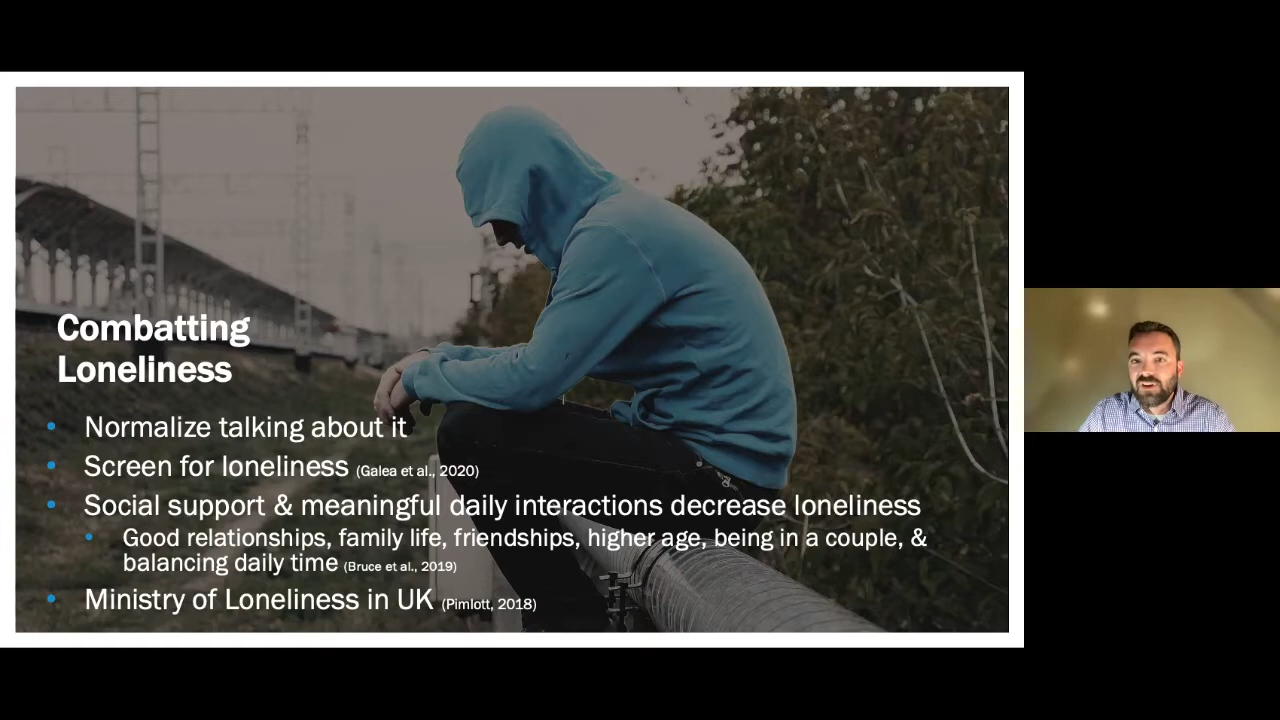 Combatting
Loneliness
• Normalize talking about it
• Screen for loneliness (Galea et al., 2020)
• Social support & meaningful daily interactions decrease loneliness
• Good relationships, family life, friendships, higher age, being in a couple, &
balancing daily time (Bruce et al., 2019)
• Ministry of Loneliness in UK (Pimlott, 2018)